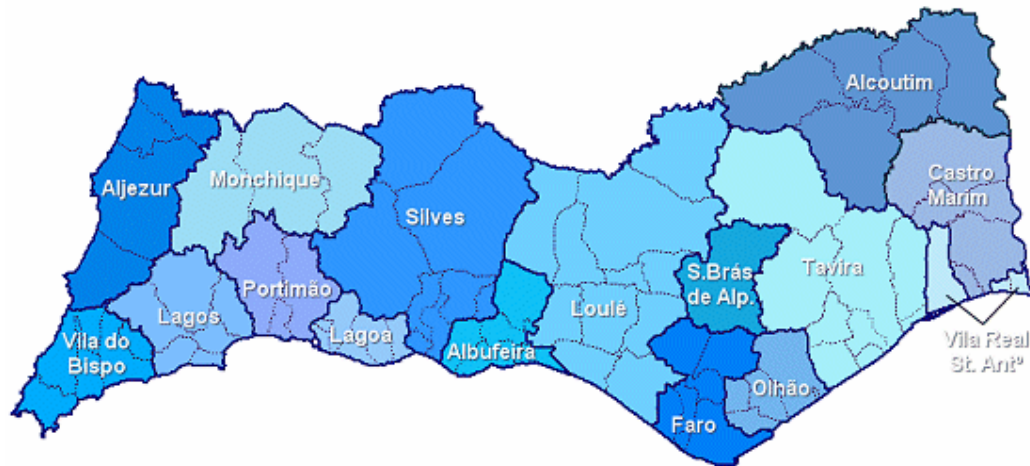 Alcoutim
Aljezur
Monchique
Castro
Marim
Silves
S.Brás
de Alp.
Tavira
Portimão
Lagos
Loulé
Lagoa
Vila do
Bispo
Albufeira
Vila Real
St. Antº
Olhão
Faro